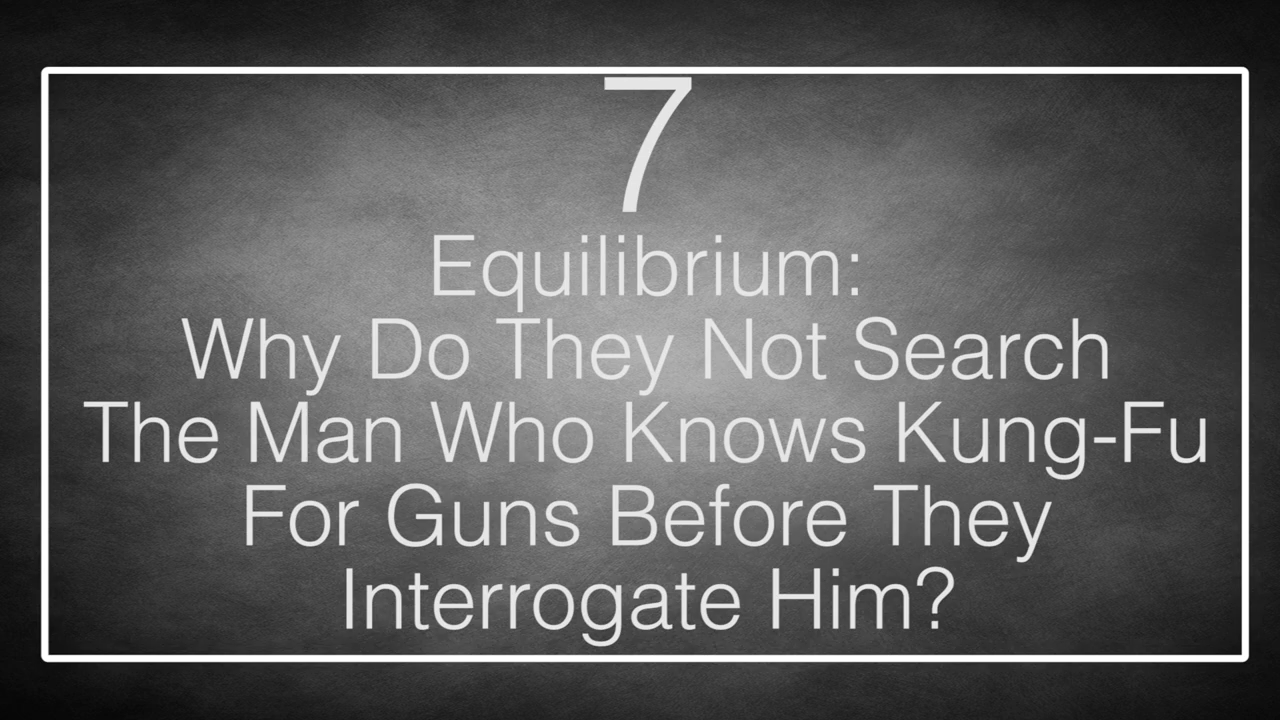 7
Equilibrium:
Why Do They Not Search
The Man Who Knows Kung-Fu
For Guns Before They
Interrogate Him?